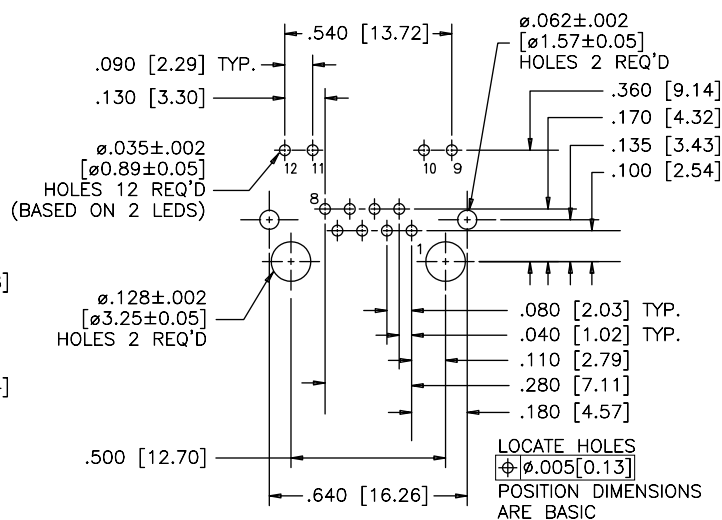 .540 [13.72]
ø.062±.002
[ø1.57±0.05]
HOLES 2 REQ'D
.090 [2.29] TYP.
.130 [3.30]
.360 [9.14]
.170 [4.32]
.135 [3.43]
.100 [2.54]
ø.035±.002
[ø0.89±0.05]
HOLES 12 REQ'D
(BASED ON 2 LEDS)
12
11
10
9
8
1
ø.128±.002
[ø3.25±0.05]
HOLES 2 REQ'D
.080 [2.03] TYP.
.040 [1.02] TYP.
.110 [2.79]
.280 [7.11]
.180 [4.57]
.500 [12.70]
.640 [16.26]
LOCATE HOLES
⌖ ø.005[0.13]
POSITION DIMENSIONS
ARE BASIC